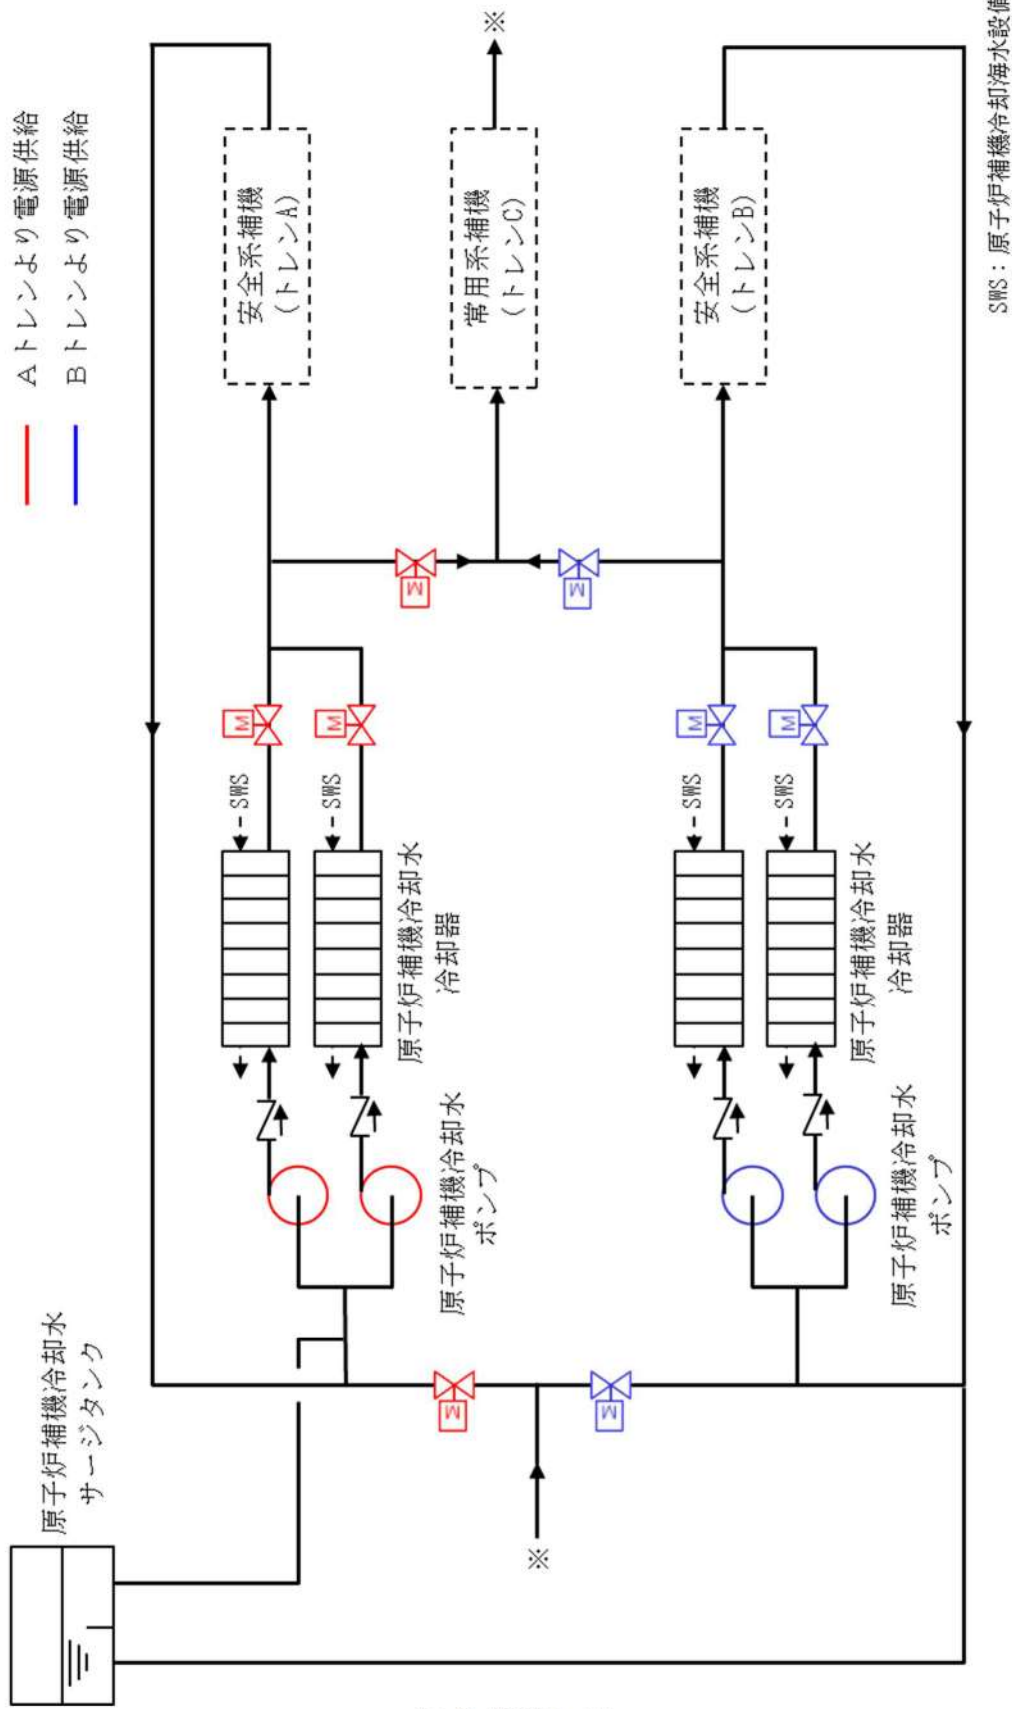 Aトレンより電源供給
Bトレンより電源供給
原子炉補機冷却水
サージタンク
※
M
M
原子炉補機冷却水
ポンプ
原子炉補機冷却水
冷却器
SWS
SWS
M
M
M
安全系補機
(トレンA)
常用系補機
(トレンC)
※
原子炉補機冷却水
ポンプ
原子炉補機冷却水
冷却器
SWS
SWS
M
M
M
安全系補機
(トレンB)
SWS:原子炉補機冷却海水設備